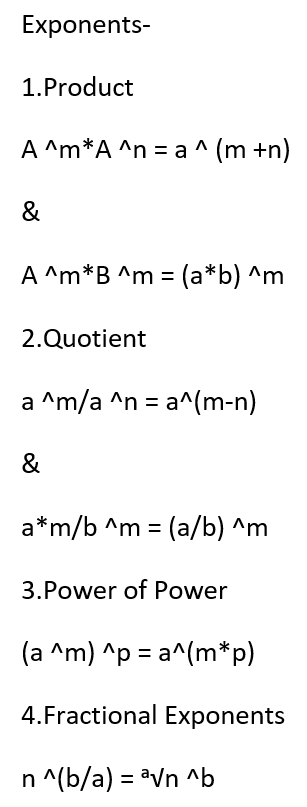 Exponents-
1.Product
A ^m*A ^n = a ^ (m +n)
&
A ^m*B ^m = (a*b) ^m
2.Quotient
a ^m/a ^n = a^(m-n)
&
a*m/b ^m = (a/b) ^m
3.Power of Power
(a ^m) ^p = a^(m*p)
4.Fractional Exponents
n ^(b/a) = ᵃ√n ^b